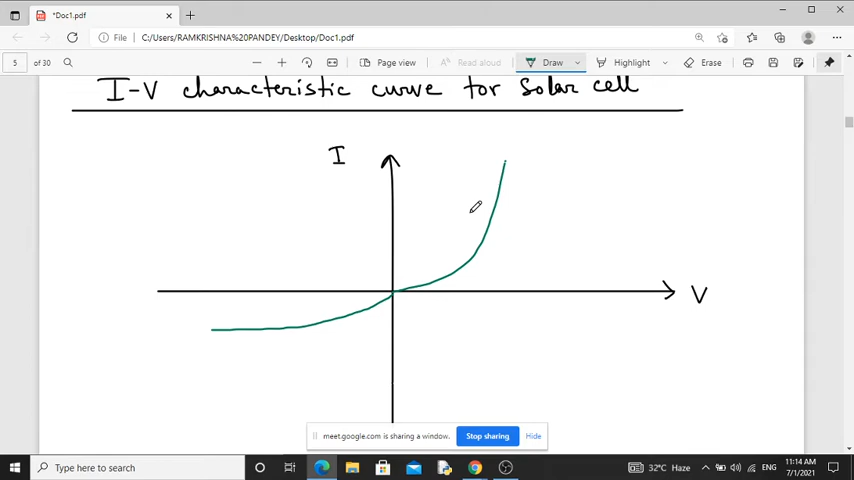 *Doc1.pdf
File C:/Users/RAMKRISHNA%20PANDEY/Desktop/Doc1.pdf
5 of 30 Page view Read aloud Draw Highlight Erase
I-V characteristic curve for Solar cell
I
V
meet.google.com is sharing a window. Stop sharing Hide
Type here to search 32°C Haze ENG 11:14 AM
7/1/2021